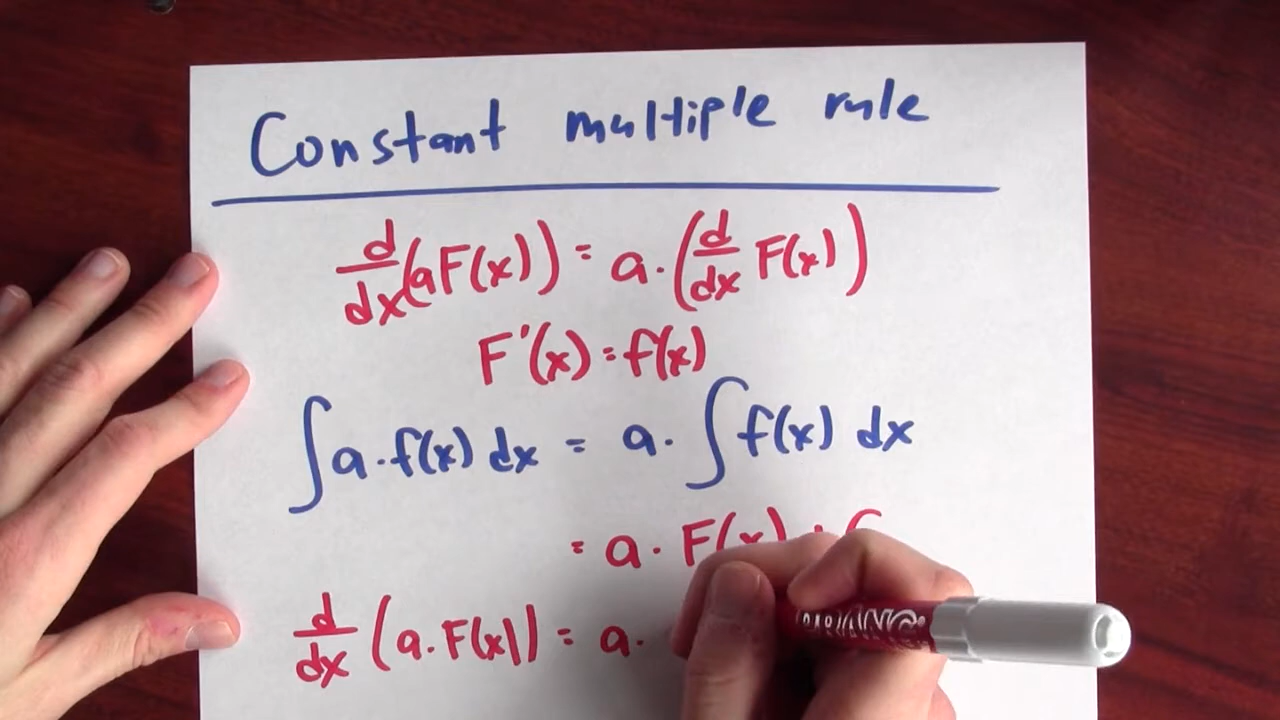 Constant multiple rule
d/dx (aF(x)) = a · (d/dx F(x))
F'(x) = f(x)
∫ a · f(x) dx = a · ∫ f(x) dx
= a · F(x) + C
d/dx (a · F(x)) = a ·